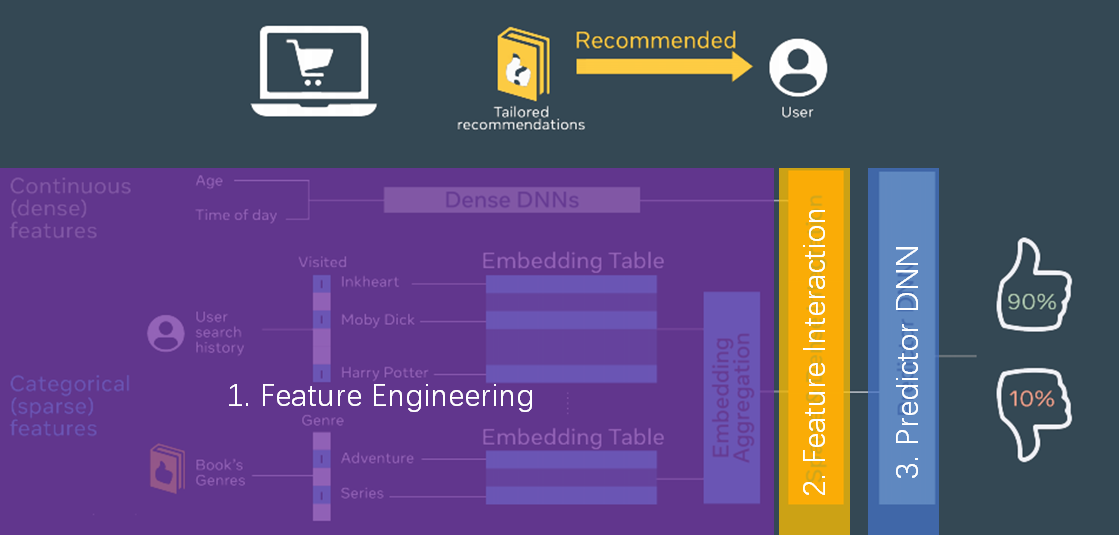 Recommended
Tailored
recommendations
User
Continuous
(dense)
features
Age
Time of day
Dense DNNs
Visited
Embedding Table
Inkheart
User
search
history
Moby Dick
Harry Potter
Categorical
(sparse)
features
1. Feature Engineering
Genre
Embedding Table
Book's
Genres
Adventure
Series
Embedding
Aggregation
2. Feature Interaction
3. Predictor DNN
90%
10%